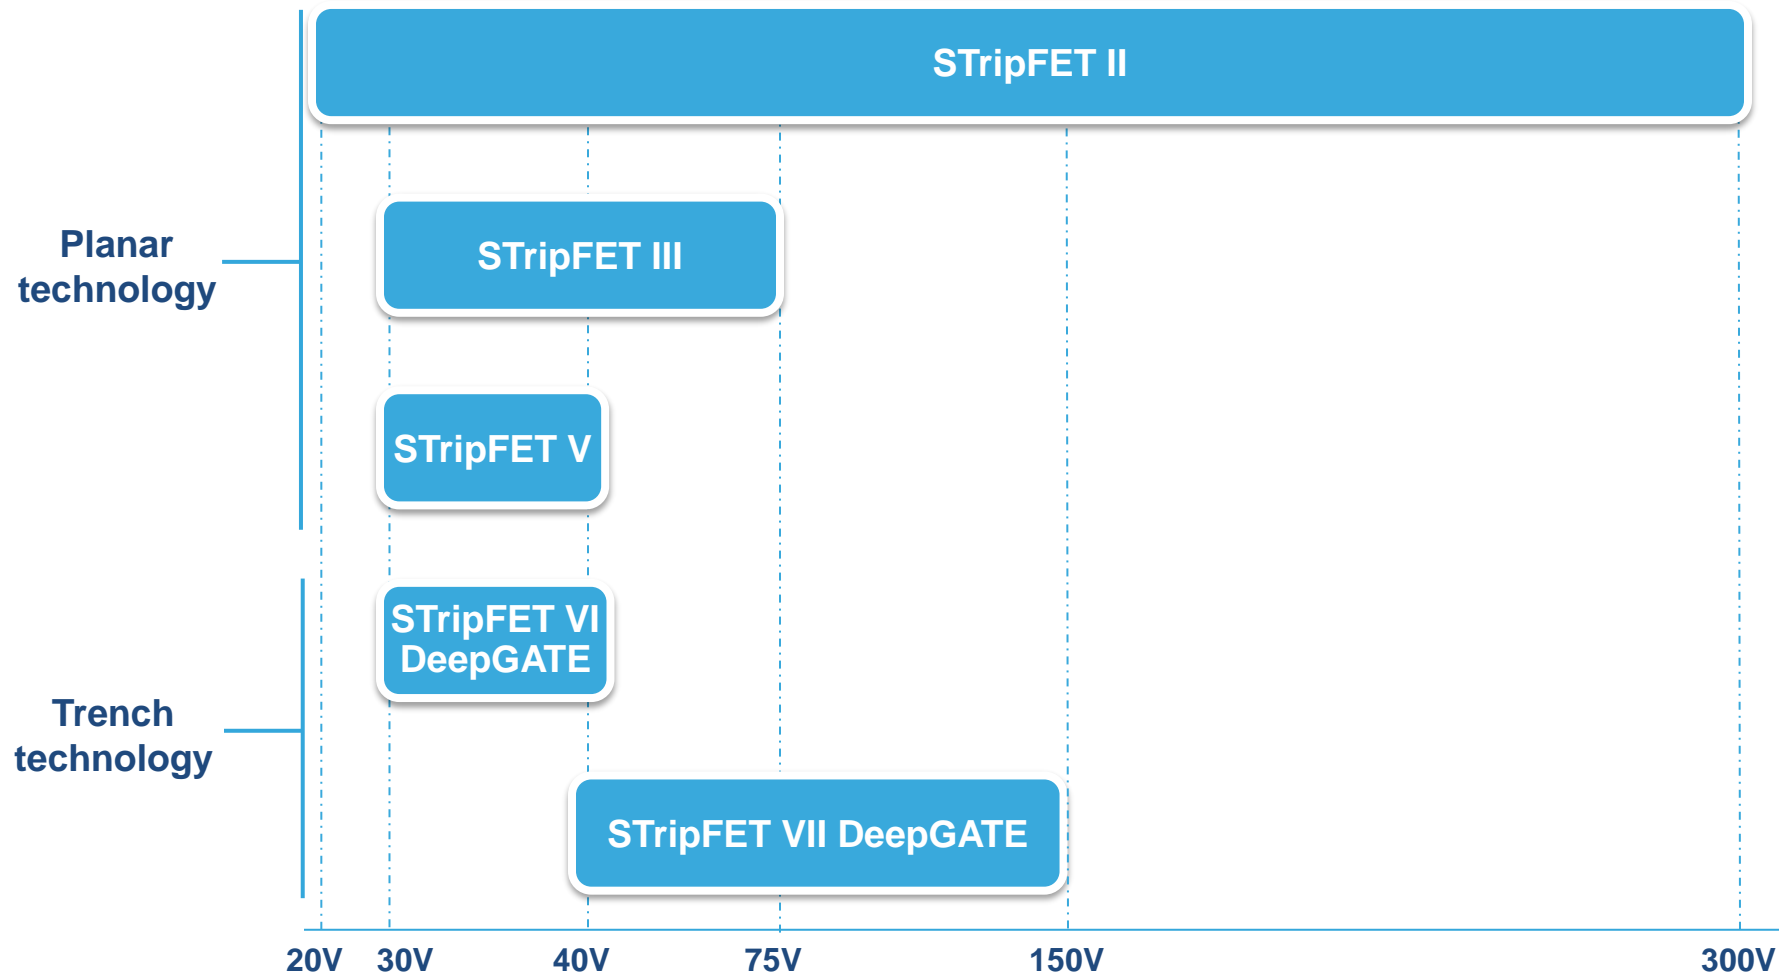 STripFET II
Planar
technology
STripFET III
STripFET V
STripFET VI
DeepGATE
Trench
technology
STripFET VII DeepGATE
20V 30V 40V 75V 150V 300V